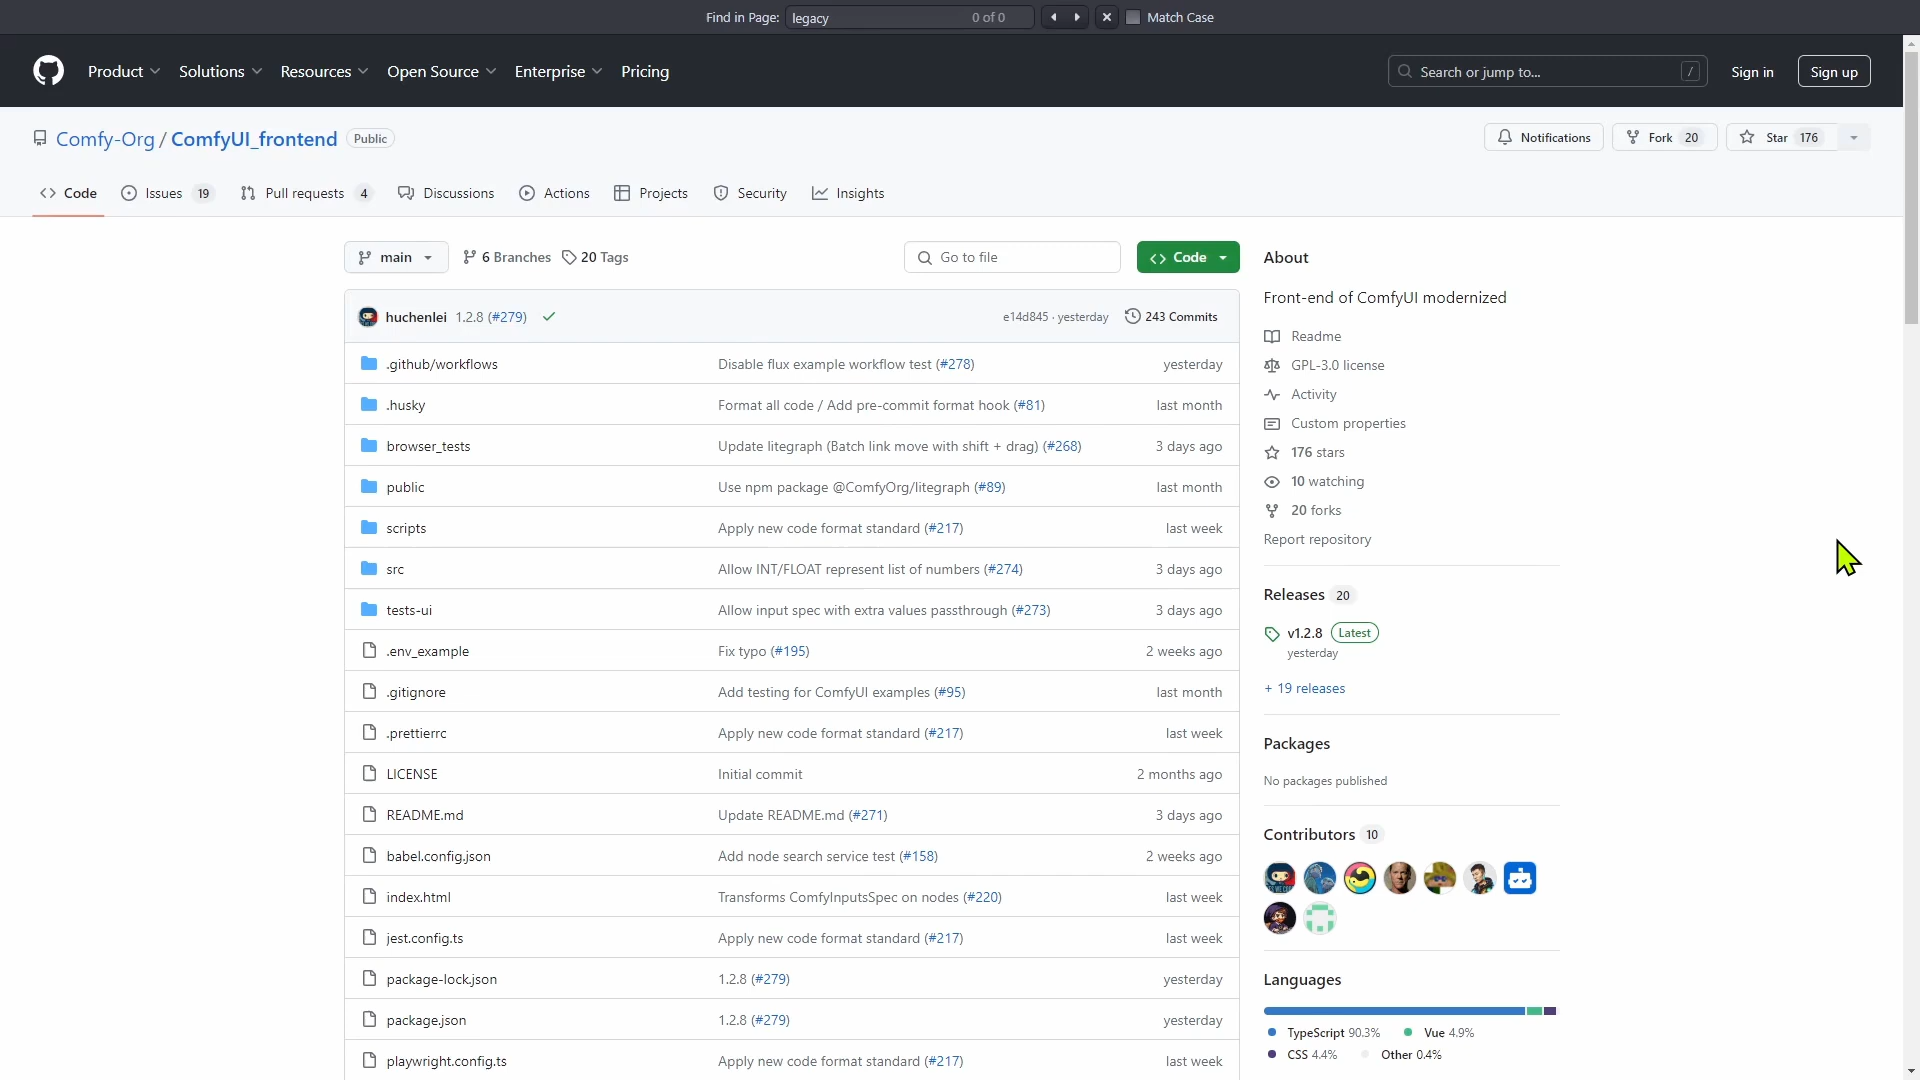 Find in Page: legacy 0 of 0 Match Case
Product Solutions Resources Open Source Enterprise Pricing Search or jump to... / Sign in Sign up
Comfy-Org / ComfyUI_frontend Public Notifications Fork 20 Star 176
Code Issues 19 Pull requests 4 Discussions Actions Projects Security Insights
main 6 Branches 20 Tags Go to file Code
huchenlei 1.2.8 (#279) e14d845 · yesterday 243 Commits
.github/workflows Disable flux example workflow test (#278) yesterday
.husky Format all code / Add pre-commit format hook (#81) last month
browser_tests Update litegraph (Batch link move with shift + drag) (#268) 3 days ago
public Use npm package @ComfyOrg/litegraph (#89) last month
scripts Apply new code format standard (#217) last week
src Allow INT/FLOAT represent list of numbers (#274) 3 days ago
tests-ui Allow input spec with extra values passthrough (#273) 3 days ago
.env_example Fix typo (#195) 2 weeks ago
.gitignore Add testing for ComfyUI examples (#95) last month
.prettierrc Apply new code format standard (#217) last week
LICENSE Initial commit 2 months ago
README.md Update README.md (#271) 3 days ago
babel.config.json Add node search service test (#158) 2 weeks ago
index.html Transforms ComfyInputsSpec on nodes (#220) last week
jest.config.ts Apply new code format standard (#217) last week
package-lock.json 1.2.8 (#279) yesterday
package.json 1.2.8 (#279) yesterday
playwright.config.ts Apply new code format standard (#217) last week
About
Front-end of ComfyUI modernized
Readme
GPL-3.0 license
Activity
Custom properties
176 stars
10 watching
20 forks
Report repository
Releases 20
v1.2.8 Latest
yesterday
+ 19 releases
Packages
No packages published
Contributors 10
Languages
TypeScript 90.3% Vue 4.9%
CSS 4.4% Other 0.4%